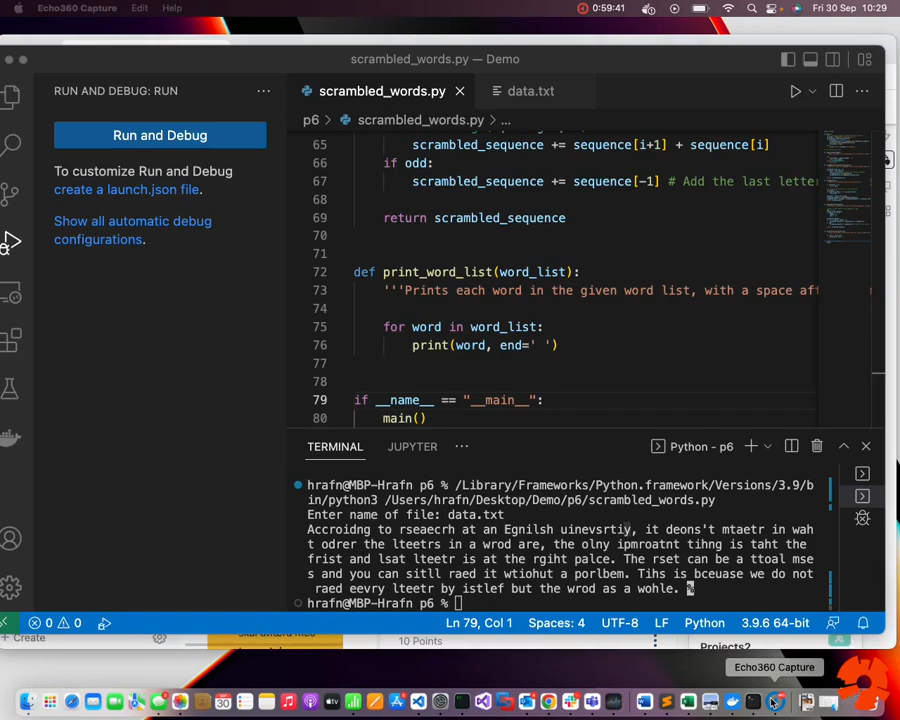 Echo360 Capture Edit Help 0:59:41 Fri 30 Sep 10:29
scrambled_words.py — Demo
RUN AND DEBUG: RUN
Run and Debug
To customize Run and Debug
create a launch.json file.
Show all automatic debug
configurations.
scrambled_words.py data.txt
p6 > scrambled_words.py > ...
65 scrambled_sequence += sequence[i+1] + sequence[i]
66 if odd:
67 scrambled_sequence += sequence[-1] # Add the last letter
68
69 return scrambled_sequence
70
71
72 def print_word_list(word_list):
73 '''Prints each word in the given word list, with a space
74
75 for word in word_list:
76 print(word, end=' ')
77
78
79 if __name__ == "__main__":
80 main()
TERMINAL JUPYTER Python - p6
hrafn@MBP-Hrafn p6 % /Library/Frameworks/Python.framework/Versions/3.9/b
in/python3 /Users/hrafn/Desktop/Demo/p6/scrambled_words.py
Enter name of file: data.txt
Accroidng to rseaecrh at an Egnilsh uinevsrtiy, it deons't mtaetr in wah
t odrer the lteetrs in a wrod are, the olny ipmroatnt tihng is taht the
frist and lsat lteetr is at the rgiht palce. The rset can be a ttoal mse
s and you can sitll raed it wtiohut a porlbem. Tihs is bceuase we do not
raed eevry lteetr by istlef but the wrod as a wohle. %
hrafn@MBP-Hrafn p6 %
0 0 Ln 79, Col 1 Spaces: 4 UTF-8 LF Python 3.9.6 64-bit
Create 10 Points Projects?
Echo360 Capture